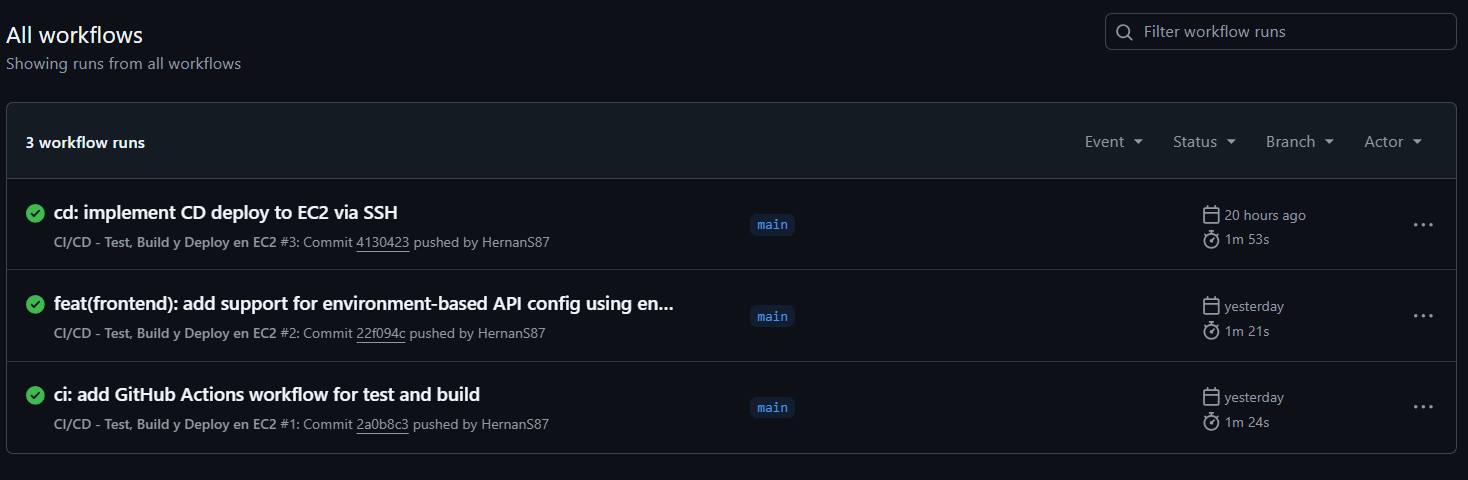 All workflows
Filter workflow runs
Showing runs from all workflows
3 workflow runs
Event Status Branch Actor
cd: implement CD deploy to EC2 via SSH
CI/CD - Test, Build y Deploy en EC2 #3: Commit 4130423 pushed by HernanS87
main
20 hours ago
1m 53s
feat(frontend): add support for environment-based API config using en...
CI/CD - Test, Build y Deploy en EC2 #2: Commit 22f094c pushed by HernanS87
main
yesterday
1m 21s
ci: add GitHub Actions workflow for test and build
CI/CD - Test, Build y Deploy en EC2 #1: Commit 2a0b8c3 pushed by HernanS87
main
yesterday
1m 24s